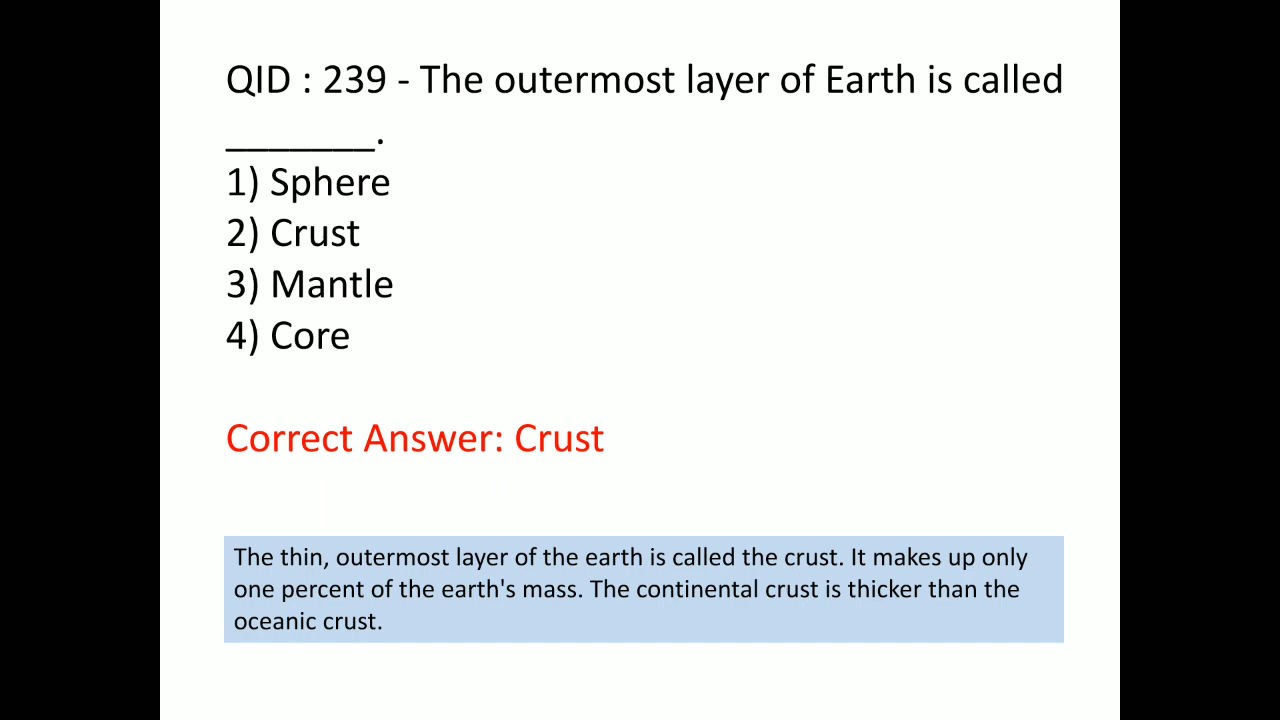 QID : 239 - The outermost layer of Earth is called
_______.
1) Sphere
2) Crust
3) Mantle
4) Core
Correct Answer: Crust
The thin, outermost layer of the earth is called the crust. It makes up only
one percent of the earth's mass. The continental crust is thicker than the
oceanic crust.